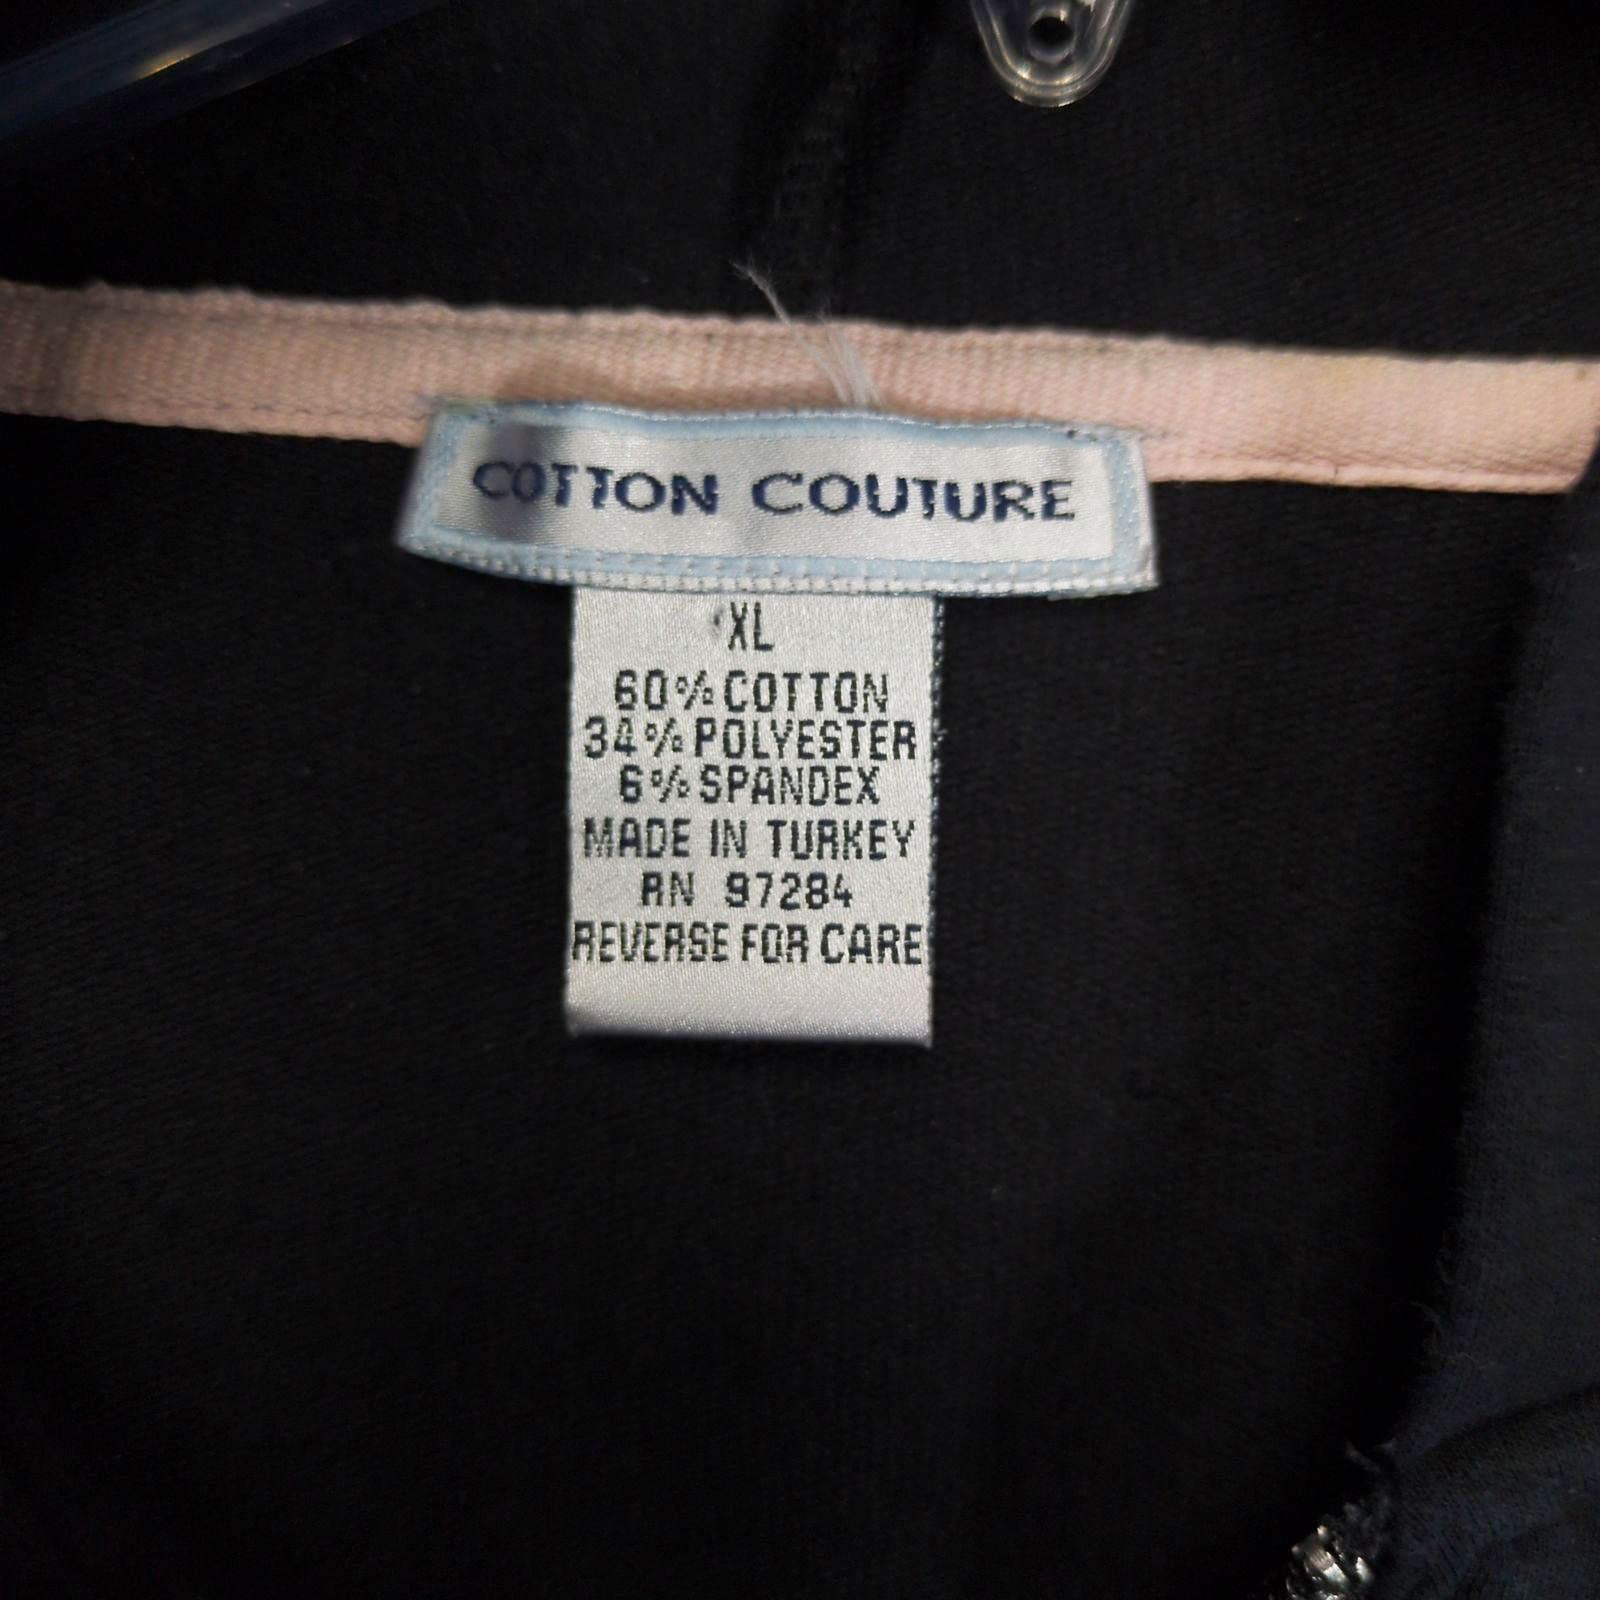 COTTON COUTURE
XL
60% COTTON
34% POLYESTER
6% SPANDEX
MADE IN TURKEY
RN 97284
REVERSE FOR CARE